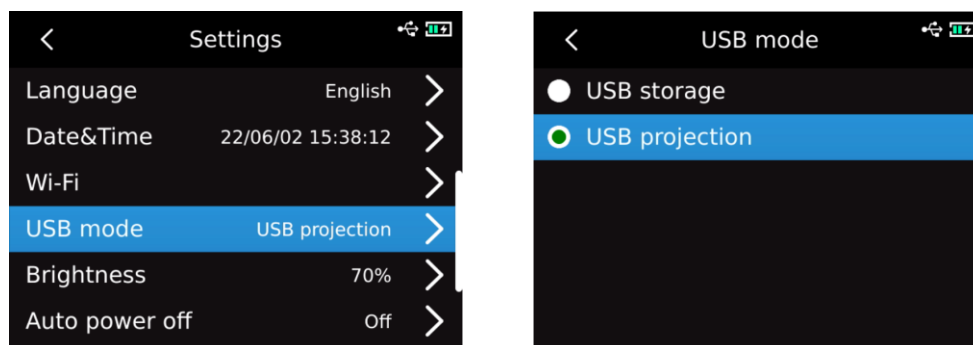 Settings
Language English
Date&Time 22/06/02 15:38:12
Wi-Fi
USB mode USB projection
Brightness 70%
Auto power off Off
USB mode
USB storage
USB projection